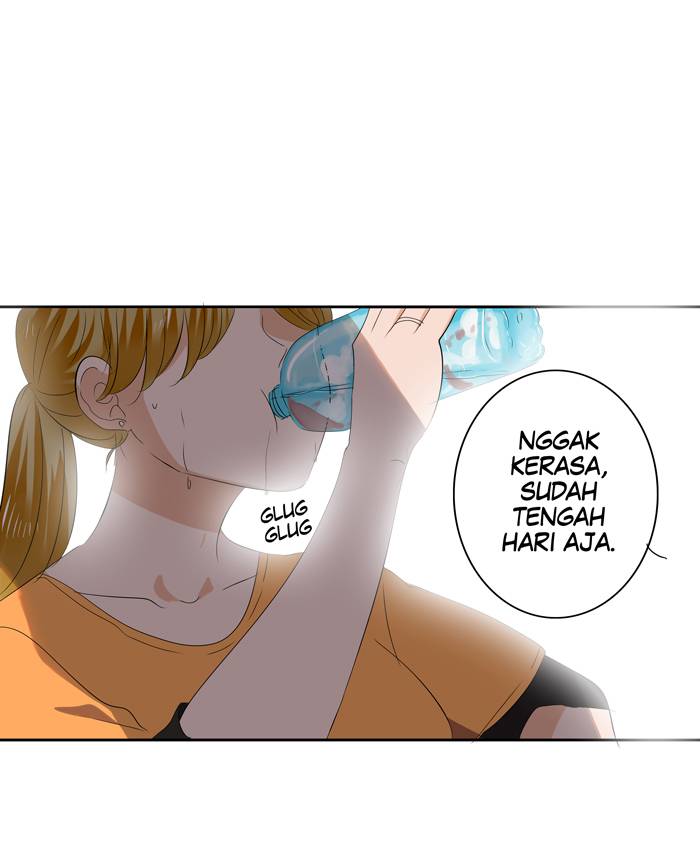 NGGAK
KERASA,
SUDAH
TENGAH
HARI AJA.
GLUG
GLUG